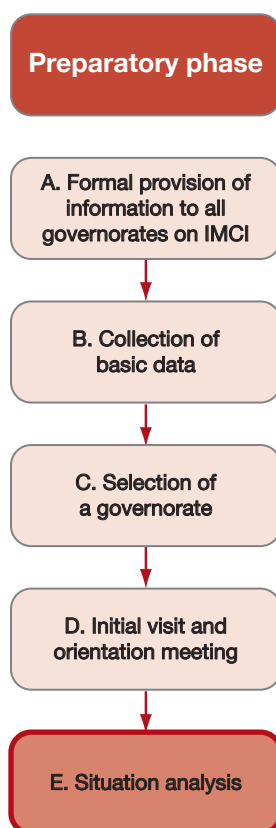 Preparatory phase
A. Formal provision of
information to all
governorates on IMCI
B. Collection of
basic data
C. Selection of
a governorate
D. Initial visit and
orientation meeting
E. Situation analysis